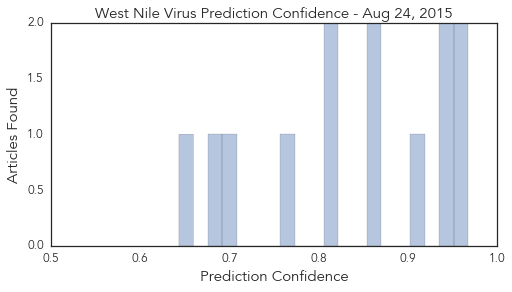 West Nile Virus Prediction Confidence - Aug 24, 2015
2.0
1.5
1.0
0.5
0.0
Articles Found
0.5 0.6 0.7 0.8 0.9 1.0
Prediction Confidence